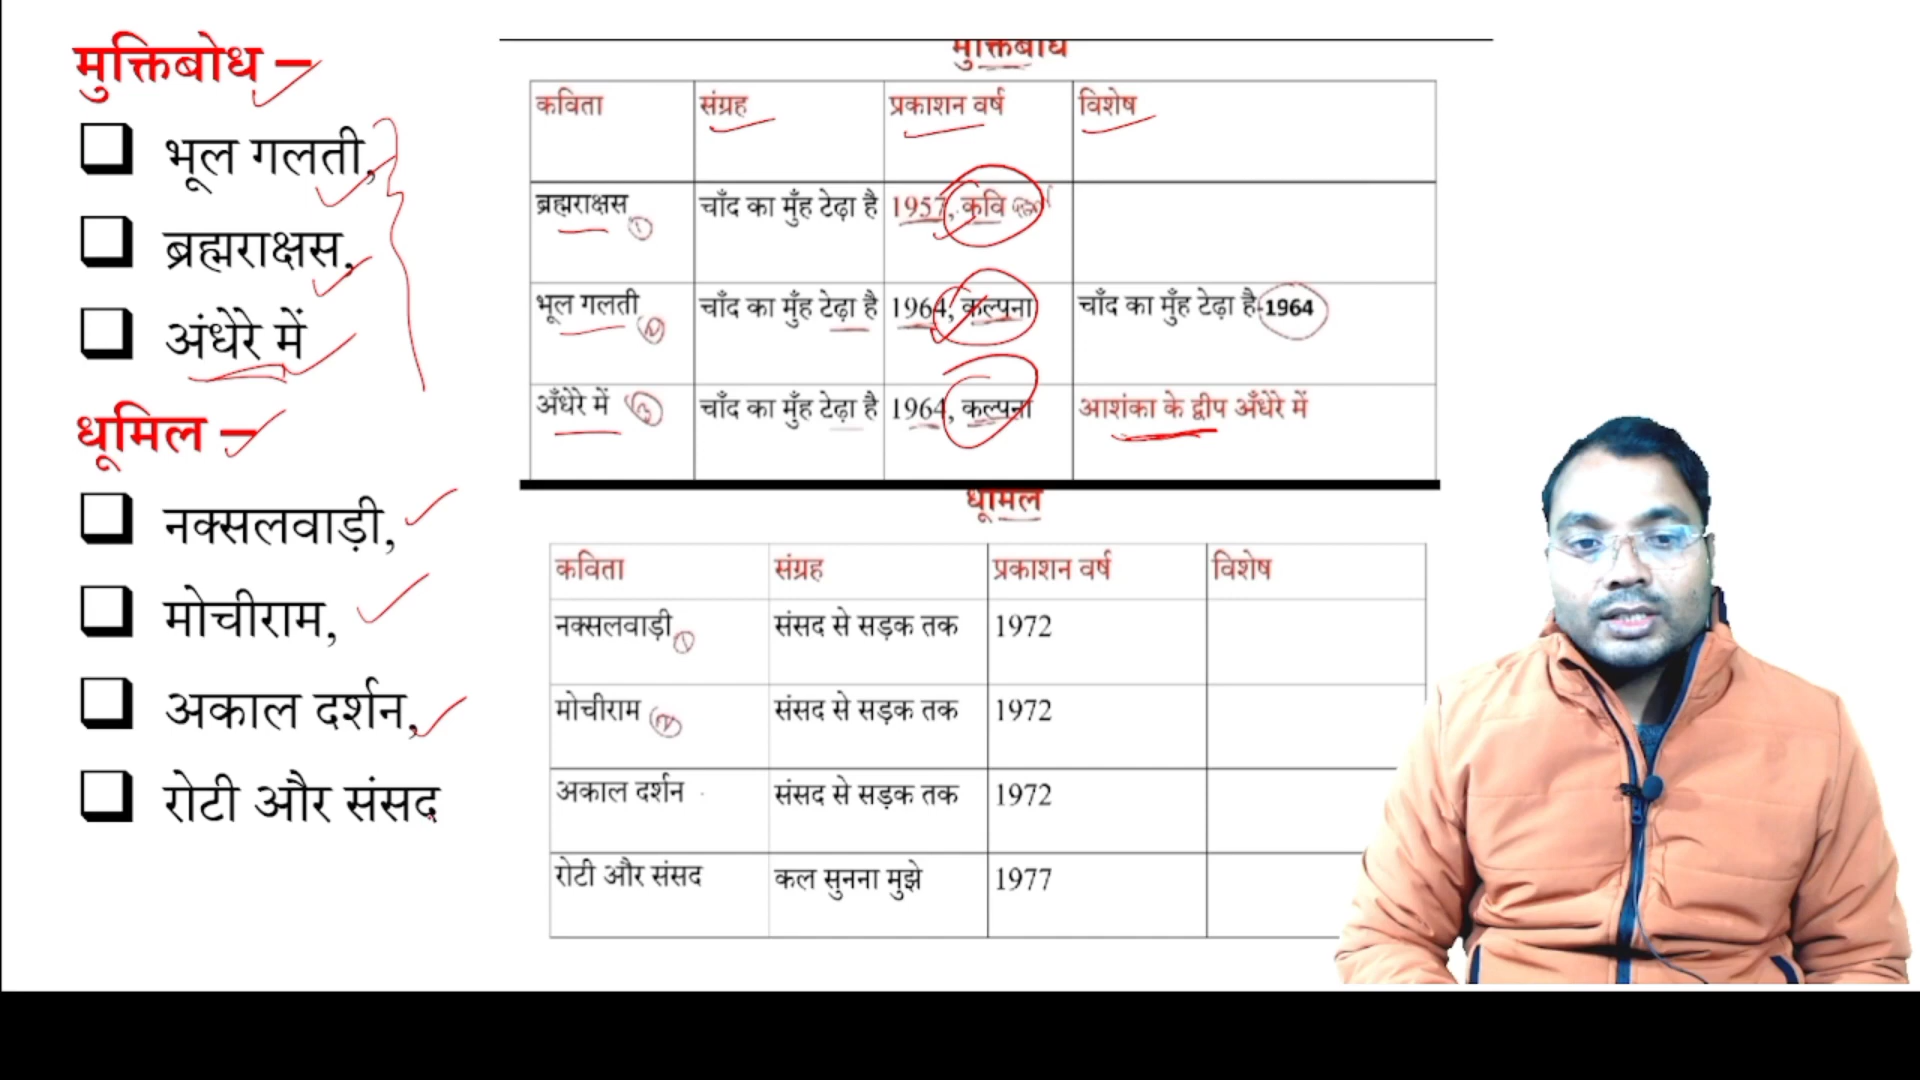 मुक्तिबोध –
भूल गलती,
ब्रह्मराक्षस,
अंधेरे में
धूमिल –
नक्सलवाड़ी,
मोचीराम,
अकाल दर्शन,
रोटी और संसद
मुक्तिबोध
कविता संग्रह प्रकाशन वर्ष विशेष
ब्रह्मराक्षस चाँद का मुँह टेढ़ा है 1957, कवि
भूल गलती चाँद का मुँह टेढ़ा है 1964, कल्पना चाँद का मुँह टेढ़ा है-1964
अँधेरे में चाँद का मुँह टेढ़ा है 1964, कल्पना आशंका के द्वीप अँधेरे में
धूमिल
कविता संग्रह प्रकाशन वर्ष विशेष
नक्सलवाड़ी संसद से सड़क तक 1972
मोचीराम संसद से सड़क तक 1972
अकाल दर्शन संसद से सड़क तक 1972
रोटी और संसद कल सुनना मुझे 1977